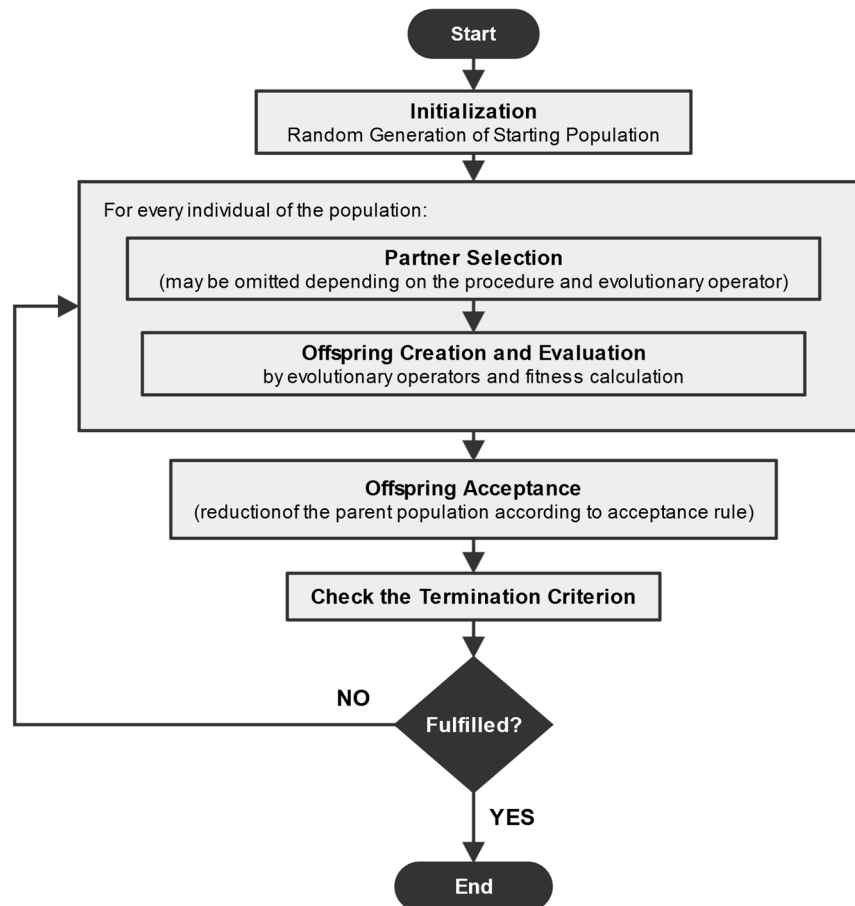 Start
Initialization
Random Generation of Starting Population
For every individual of the population:
Partner Selection
(may be omitted depending on the procedure and evolutionary operator)
Offspring Creation and Evaluation
by evolutionary operators and fitness calculation
Offspring Acceptance
(reductionof the parent population according to acceptance rule)
Check the Termination Criterion
NO
Fulfilled?
YES
End